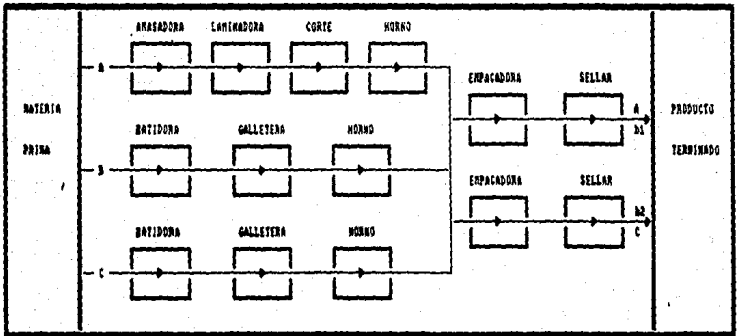 AMASADORA LAMINADORA CORTE HORNO
A
EMPACADORA SELLAR
MATERIA
PRIMA
A
b1
PRODUCTO
TERMINADO
BATIDORA GALLETERA HORNO
B
EMPACADORA SELLAR
b2
C
BATIDORA GALLETERA HORNO
C